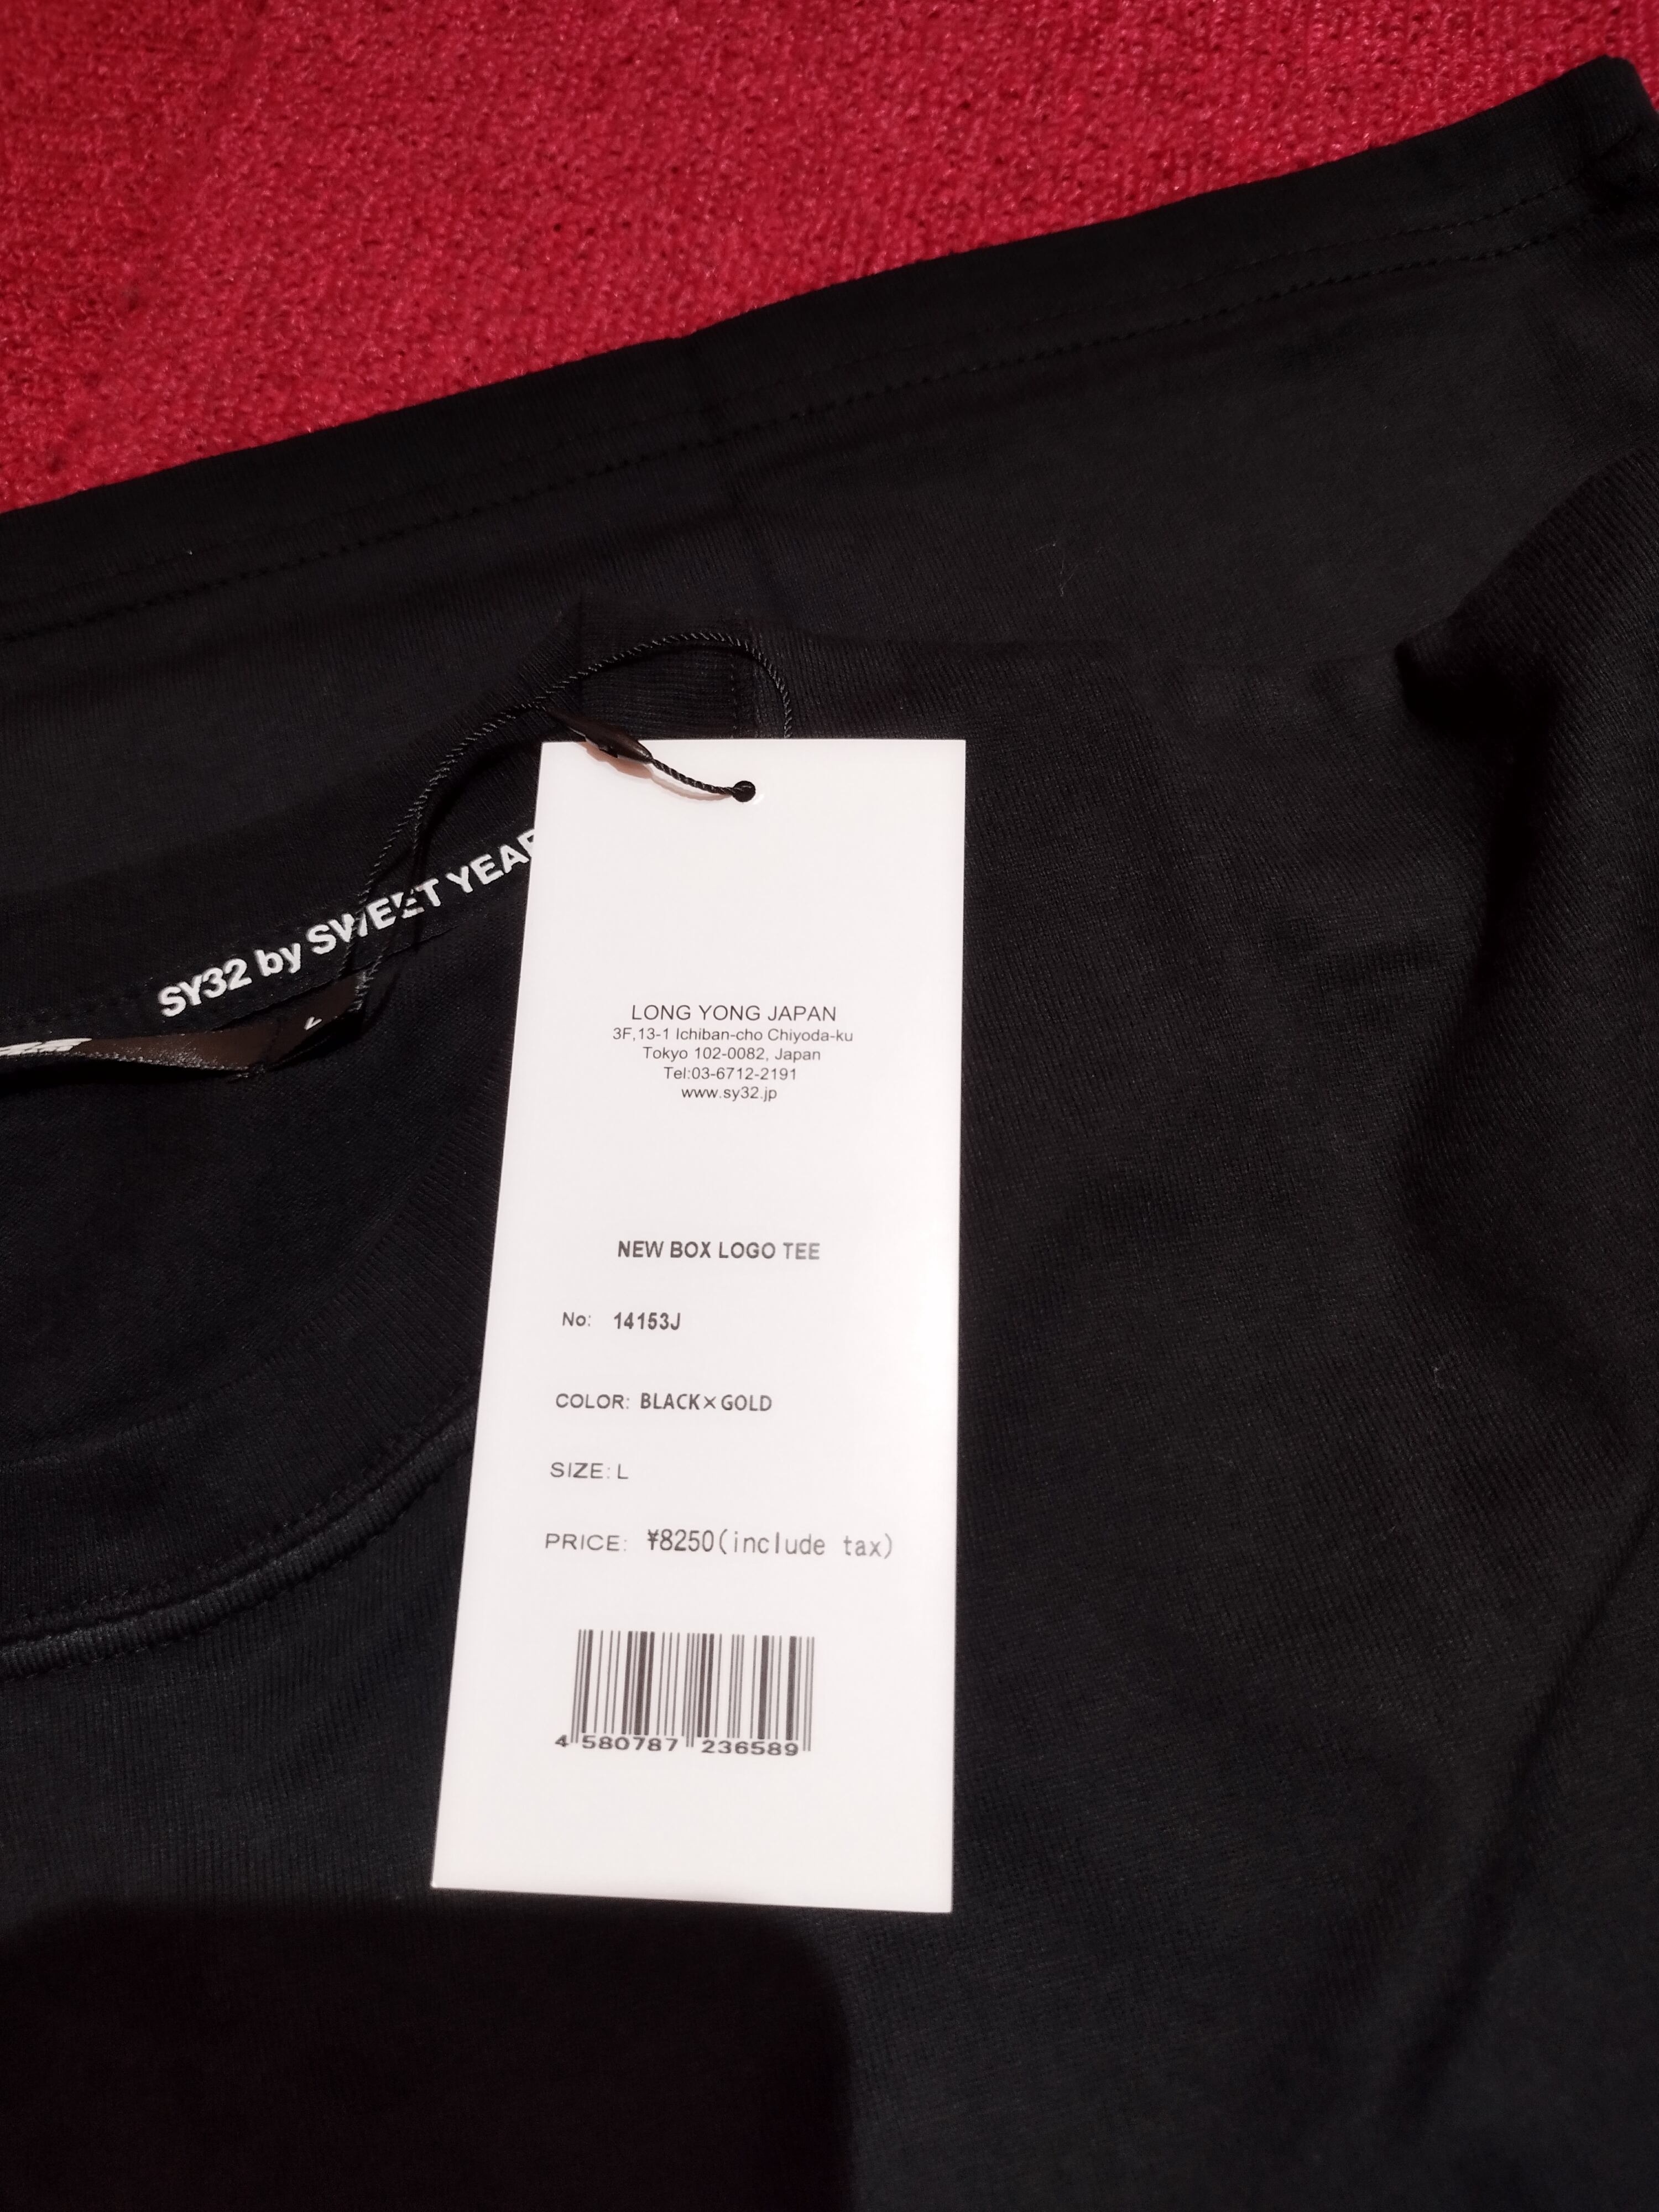 SY32 by SWEET YEAR
L
LONG YONG JAPAN
3F,13-1 Ichiban-cho Chiyoda-ku
Tokyo 102-0082, Japan
Tel:03-6712-2191
www.sy32.jp
NEW BOX LOGO TEE
No: 14153J
COLOR: BLACK×GOLD
SIZE: L
PRICE: ¥8250(include tax)
4 580787 236589